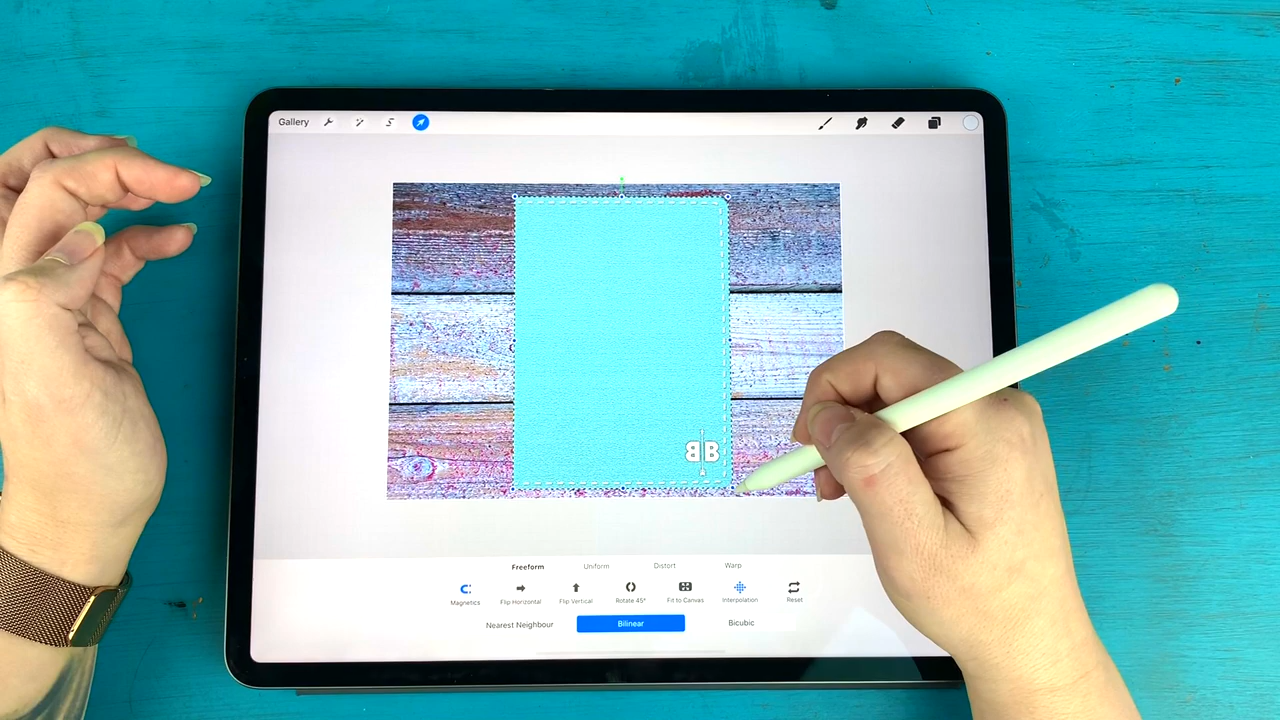 Gallery
BB
Freeform Uniform Distort Warp
Magnetics Flip Horizontal Flip Vertical Rotate 45° Fit to Canvas Interpolation Reset
Nearest Neighbour Bilinear Bicubic